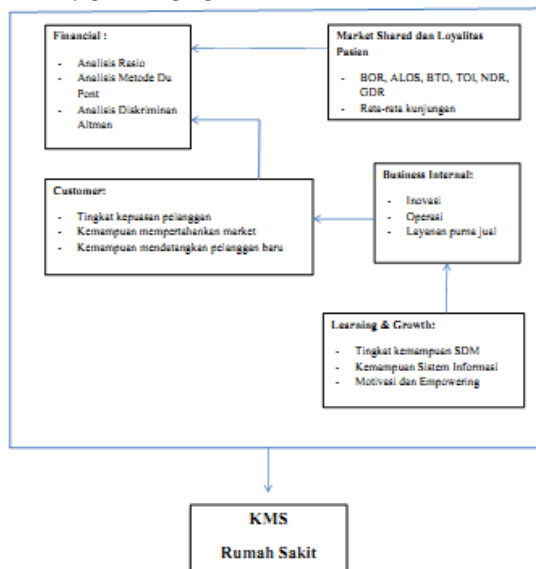 Financial :
- Analisis Rasio
- Analisis Metode Du
Pont
- Analisis Diskriminan
Altman
Market Shared dan Loyalitas
Pasien
- BOR, ALOS, BTO, TOI, NDR,
GDR
- Rata-rata kunjungan
Customer:
- Tingkat kepuasan pelanggan
- Kemampuan mempertahankan market
- Kemampuan mendatangkan pelanggan baru
Business Internal:
- Inovasi
- Operasi
- Layanan purna jual
Learning & Growth:
- Tingkat kemampuan SDM
- Kemampuan Sistem Informasi
- Motivasi dan Empowering
KMS
Rumah Sakit